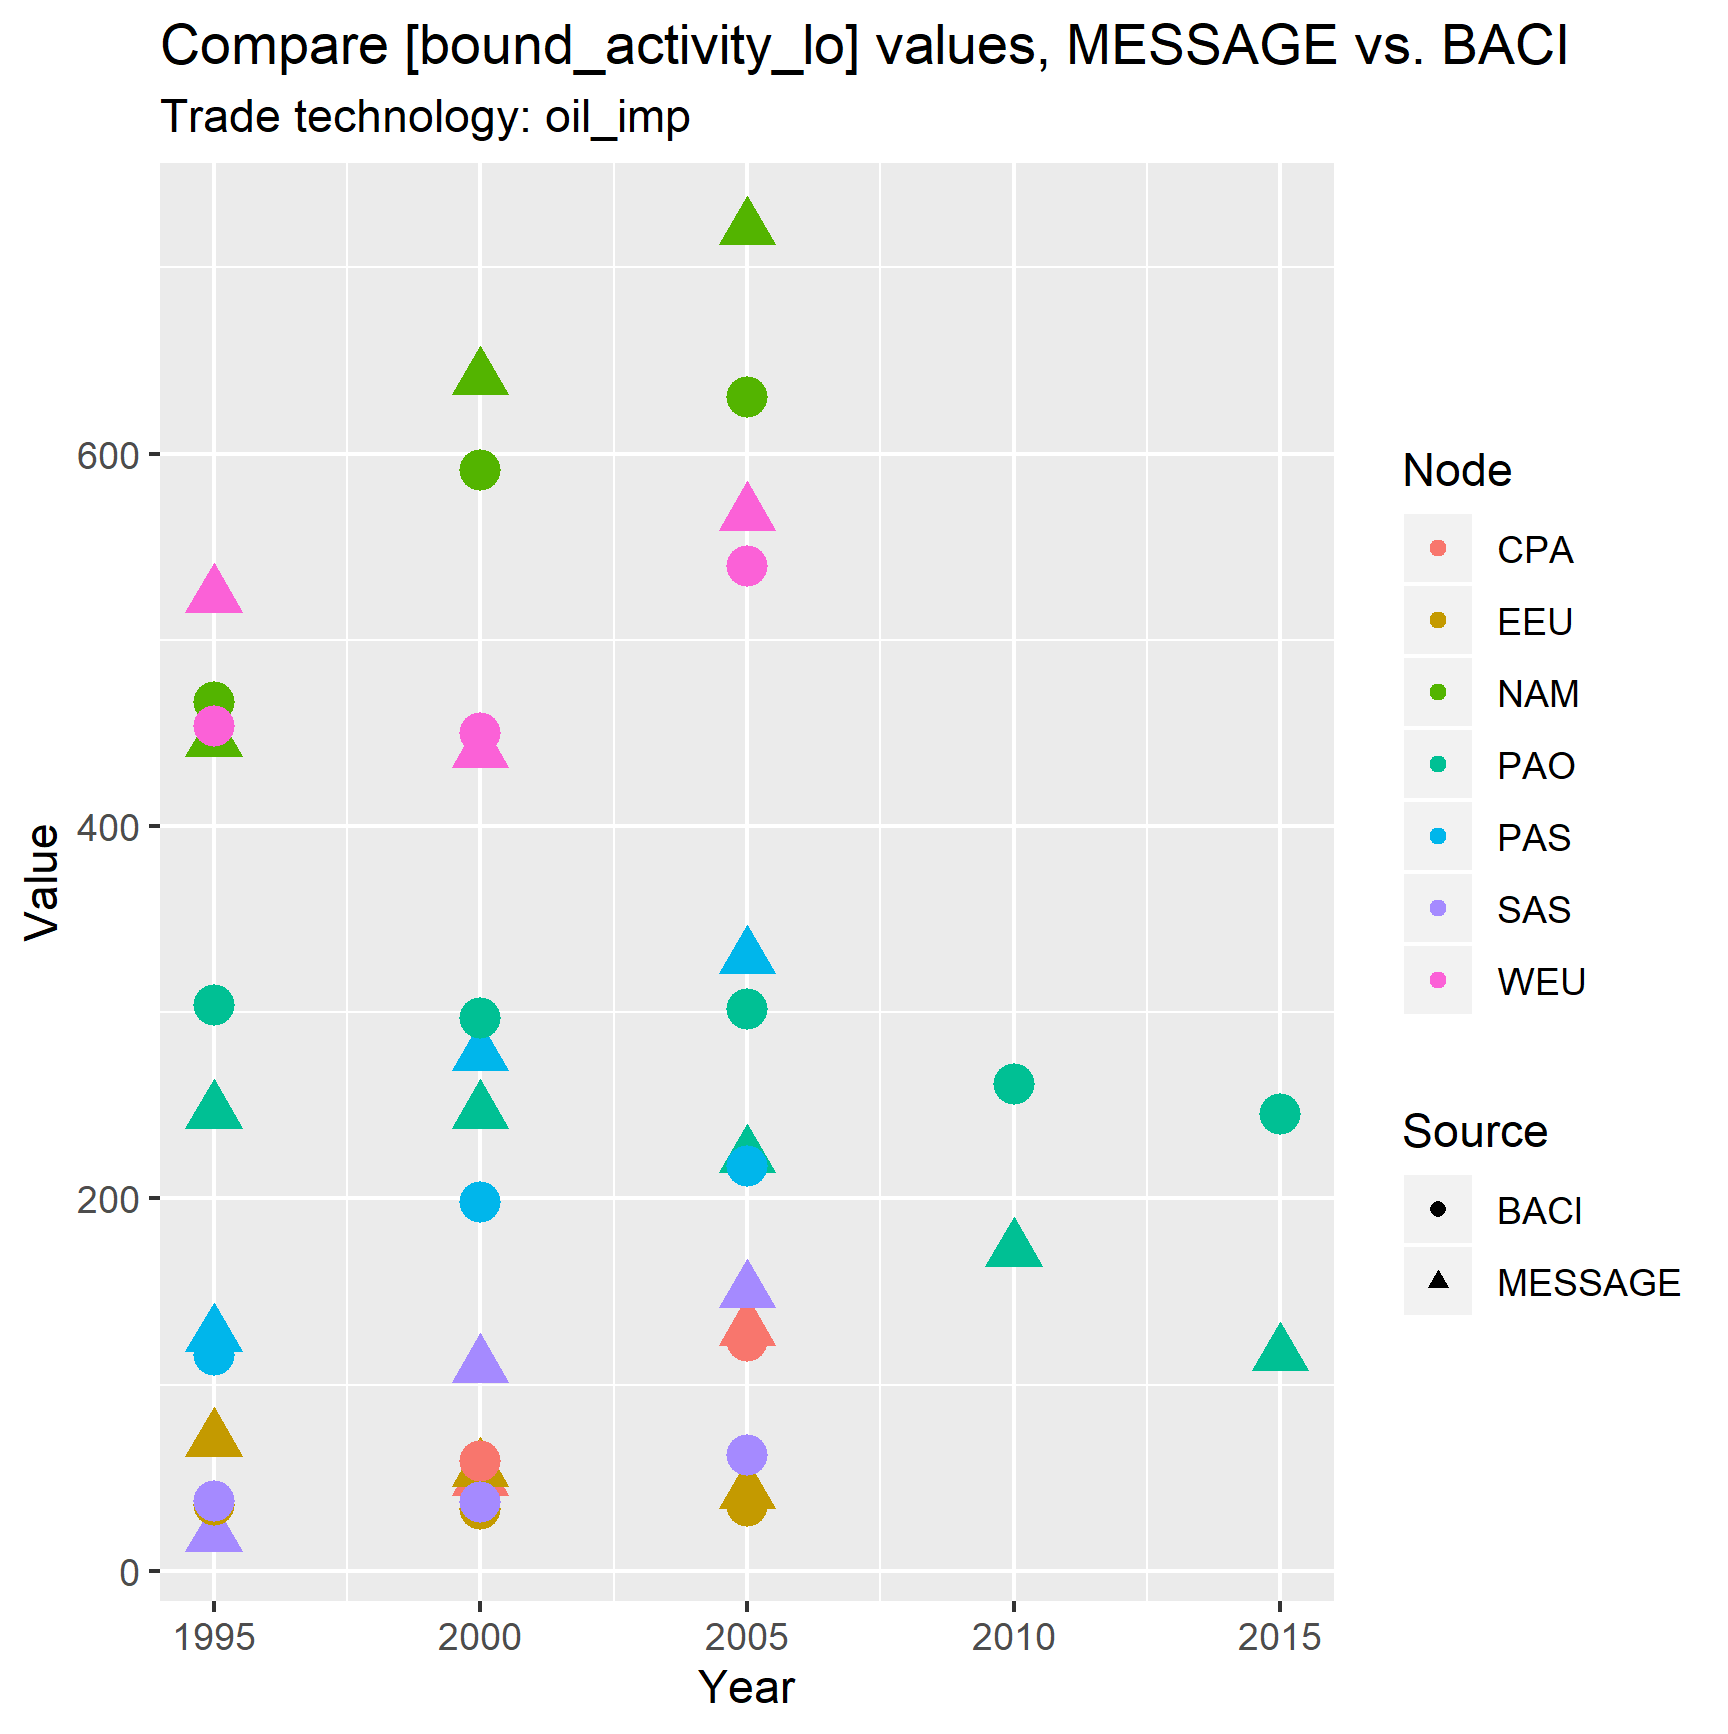 Compare [bound_activity_lo] values, MESSAGE vs. BACI
Trade technology: oil_imp
Value
600
400
200
0
1995
2000
2005
2010
2015
Year
Node
CPA
EEU
NAM
PAO
PAS
SAS
WEU
Source
BACI
MESSAGE